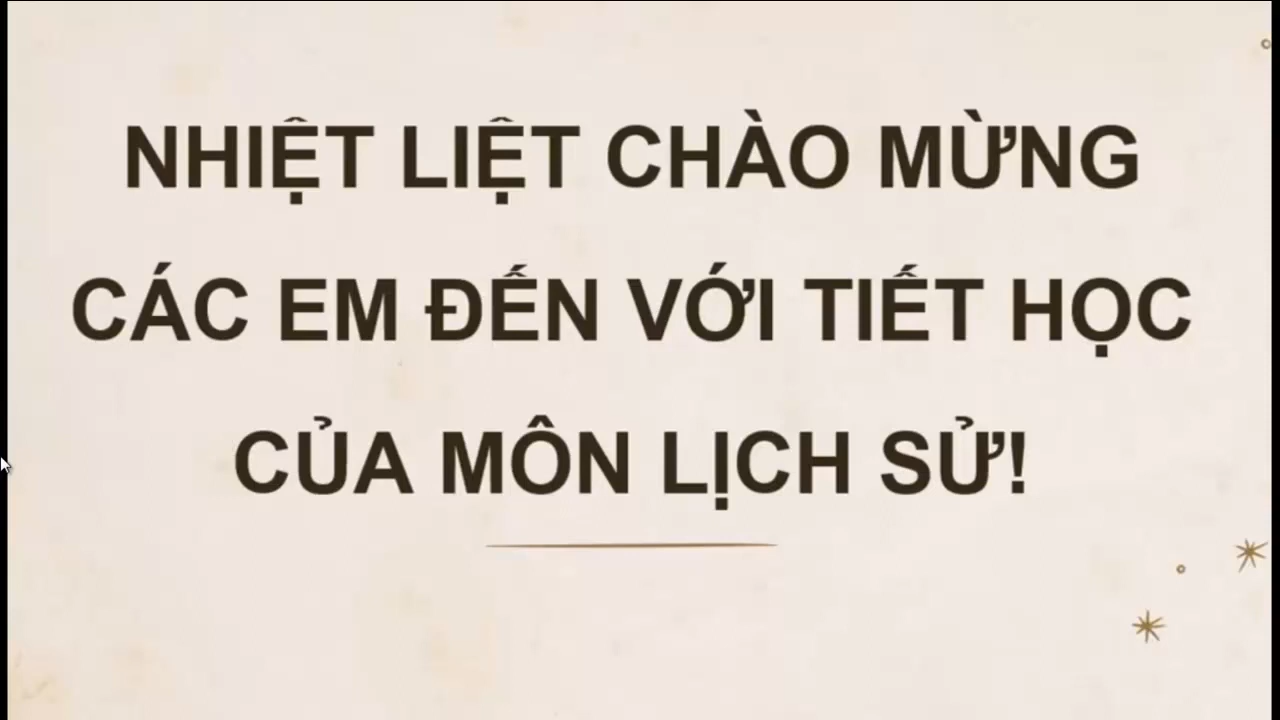 NHIỆT LIỆT CHÀO MỪNG
CÁC EM ĐẾN VỚI TIẾT HỌC
CỦA MÔN LỊCH SỬ!